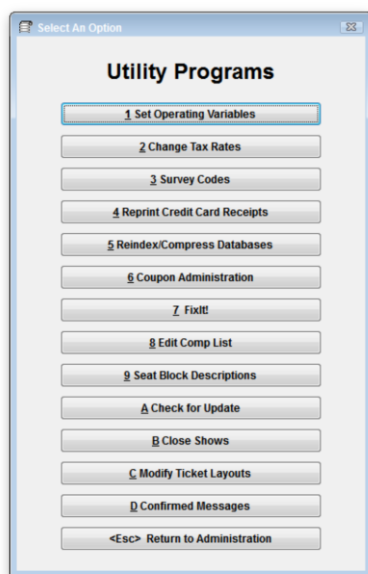 Select An Option
Utility Programs
1 Set Operating Variables
2 Change Tax Rates
3 Survey Codes
4 Reprint Credit Card Receipts
5 Reindex/Compress Databases
6 Coupon Administration
7 FixIt!
8 Edit Comp List
9 Seat Block Descriptions
A Check for Update
B Close Shows
C Modify Ticket Layouts
D Confirmed Messages
<Esc> Return to Administration